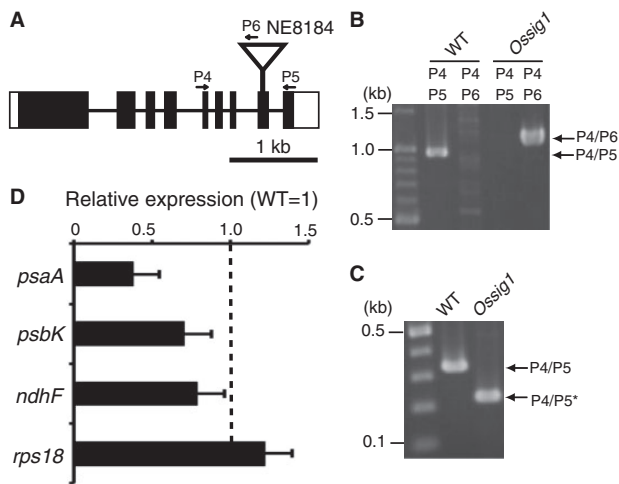 A
P6
NE8184
P4
P5
1 kb
B
WT
Ossig1
P4 P4 P4 P4
(kb) P5 P6 P5 P6
1.5
1.0
0.5
P4/P6
P4/P5
C
(kb)
WT
Ossig1
0.5
0.1
P4/P5
P4/P5*
D
Relative expression (WT=1)
0 0.5 1.0 1.5
psaA
psbK
ndhF
rps18